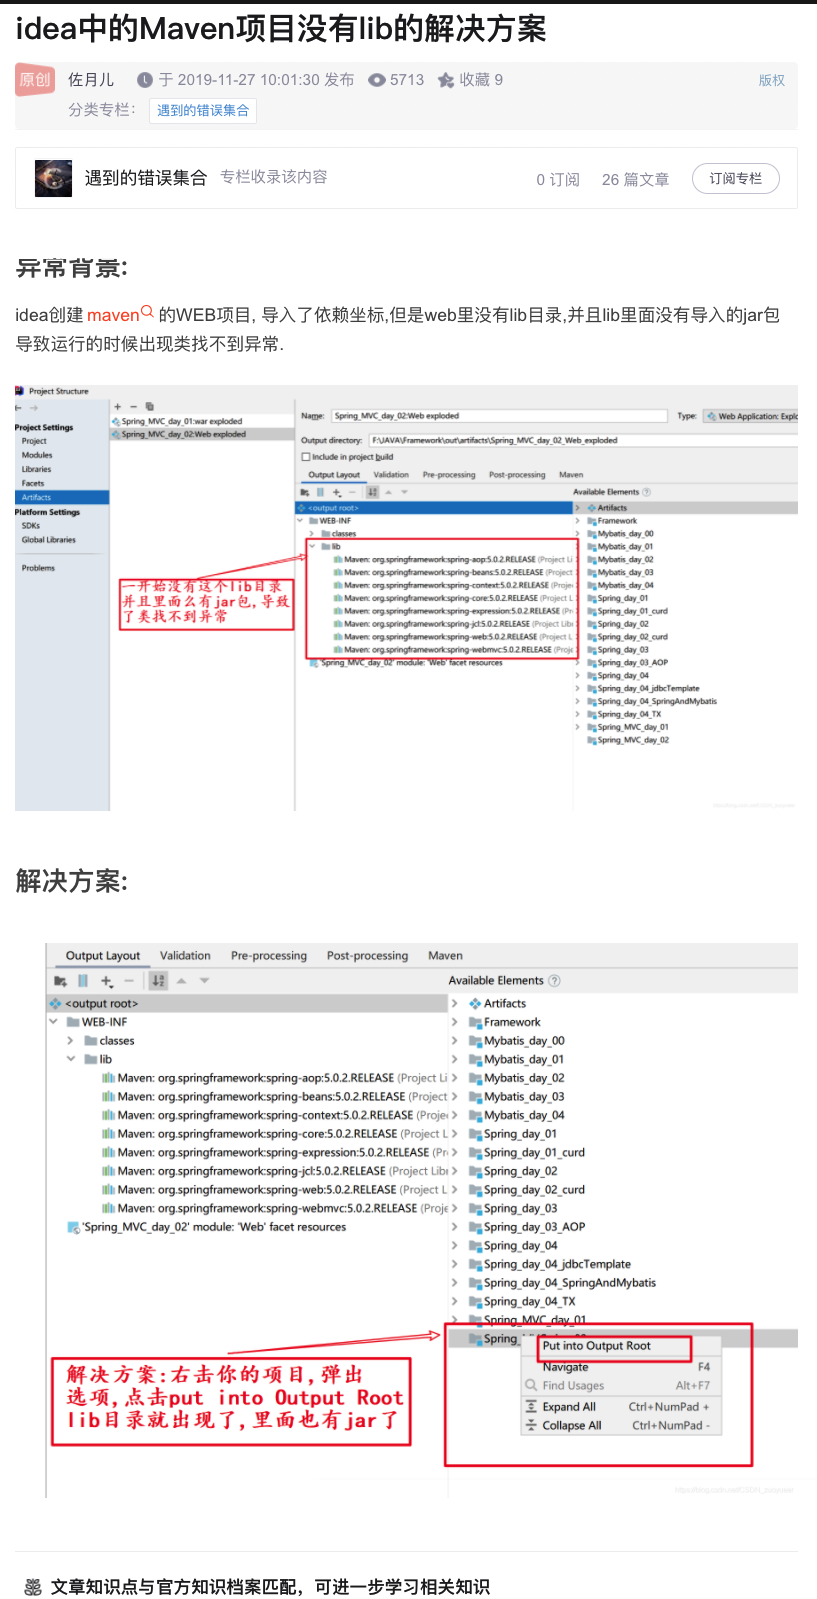 idea中的Maven项目没有lib的解决方案
原创 佐月儿 于 2019-11-27 10:01:30 发布 5713 收藏 9 版权
分类专栏： 遇到的错误集合
遇到的错误集合 专栏收录该内容 0 订阅 26 篇文章 订阅专栏
异常背景:
idea创建 maven 的WEB项目, 导入了依赖坐标,但是web里没有lib目录,并且lib里面没有导入的jar包
导致运行的时候出现类找不到异常.
Project Structure
Project Settings
Project
Modules
Libraries
Facets
Artifacts
Platform Settings
SDKs
Global Libraries
Problems
Spring_MVC_day_01:war exploded
Spring_MVC_day_02:Web exploded
Name: Spring_MVC_day_02:Web exploded Type: Web Application: Explo
Output directory: F:\JAVA\Framework\out\artifacts\Spring_MVC_day_02_Web_exploded
Include in project build
Output Layout Validation Pre-processing Post-processing Maven
<output root>
WEB-INF
classes
lib
Maven: org.springframework:spring-aop:5.0.2.RELEASE (Project Li
Maven: org.springframework:spring-beans:5.0.2.RELEASE (Project
Maven: org.springframework:spring-context:5.0.2.RELEASE (Projec
Maven: org.springframework:spring-core:5.0.2.RELEASE (Project L
Maven: org.springframework:spring-expression:5.0.2.RELEASE (Pr
Maven: org.springframework:spring-jcl:5.0.2.RELEASE (Project Libr
Maven: org.springframework:spring-web:5.0.2.RELEASE (Project L
Maven: org.springframework:spring-webmvc:5.0.2.RELEASE (Proje
'Spring_MVC_day_02' module: 'Web' facet resources
Available Elements
Artifacts
Framework
Mybatis_day_00
Mybatis_day_01
Mybatis_day_02
Mybatis_day_03
Mybatis_day_04
Spring_day_01
Spring_day_01_curd
Spring_day_02
Spring_day_02_curd
Spring_day_03
Spring_day_03_AOP
Spring_day_04
Spring_day_04_jdbcTemplate
Spring_day_04_SpringAndMybatis
Spring_day_04_TX
Spring_MVC_day_01
Spring_MVC_day_02
一开始没有这个lib目录
并且里面么有jar包,导致
了类找不到异常
解决方案:
Output Layout Validation Pre-processing Post-processing Maven
<output root>
WEB-INF
classes
lib
Maven: org.springframework:spring-aop:5.0.2.RELEASE (Project Li
Maven: org.springframework:spring-beans:5.0.2.RELEASE (Project
Maven: org.springframework:spring-context:5.0.2.RELEASE (Projec
Maven: org.springframework:spring-core:5.0.2.RELEASE (Project L
Maven: org.springframework:spring-expression:5.0.2.RELEASE (Pr
Maven: org.springframework:spring-jcl:5.0.2.RELEASE (Project Libr
Maven: org.springframework:spring-web:5.0.2.RELEASE (Project L
Maven: org.springframework:spring-webmvc:5.0.2.RELEASE (Proje
'Spring_MVC_day_02' module: 'Web' facet resources
Available Elements
Artifacts
Framework
Mybatis_day_00
Mybatis_day_01
Mybatis_day_02
Mybatis_day_03
Mybatis_day_04
Spring_day_01
Spring_day_01_curd
Spring_day_02
Spring_day_02_curd
Spring_day_03
Spring_day_03_AOP
Spring_day_04
Spring_day_04_jdbcTemplate
Spring_day_04_SpringAndMybatis
Spring_day_04_TX
Spring_MVC_day_01
Put into Output Root
Navigate F4
Find Usages Alt+F7
Expand All Ctrl+NumPad +
Collapse All Ctrl+NumPad -
解决方案:右击你的项目,弹出
选项,点击put into Output Root
lib目录就出现了,里面也有jar了
文章知识点与官方知识档案匹配，可进一步学习相关知识